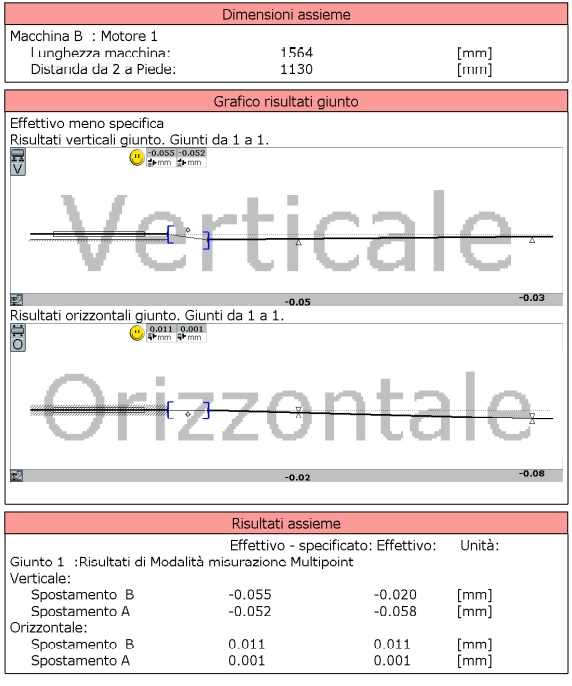 Dimensioni assieme
Macchina B : Motore 1
Lunghezza macchina: 1564 [mm]
Distanda da 2 a Piede: 1130 [mm]
Grafico risultati giunto
Effettivo meno specifica
Risultati verticali giunto. Giunti da 1 a 1.
V
-0.055 -0.052
mm mm
Verticale
-0.05 -0.03
Risultati orizzontali giunto. Giunti da 1 a 1.
O
0.011 0.001
mm mm
Orizzontale
-0.02 -0.08
Risultati assieme
Effettivo - specificato: Effettivo: Unità:
Giunto 1 :Risultati di Modalità misurazione Multipoint
Verticale:
Spostamento B -0.055 -0.020 [mm]
Spostamento A -0.052 -0.058 [mm]
Orizzontale:
Spostamento B 0.011 0.011 [mm]
Spostamento A 0.001 0.001 [mm]